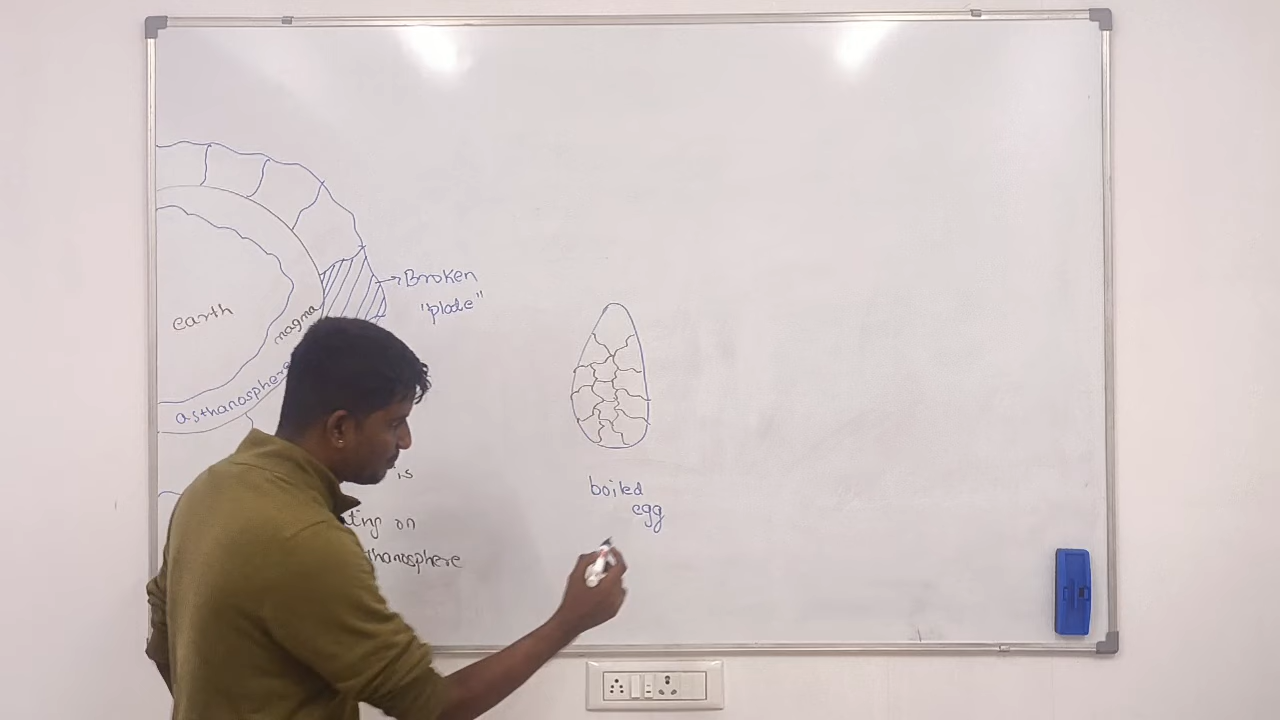 Broken
"plate"
earth
magma
asthanosphere
is
ting on
thanosphere
boiled
egg